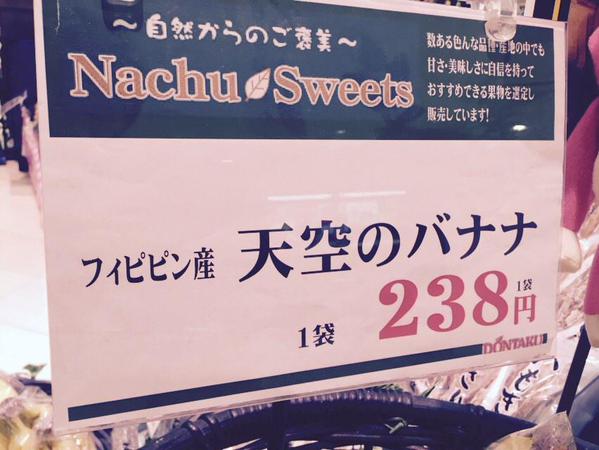 ～自然からのご褒美～
Nachu Sweets
数ある色んな品種・産地の中でも
甘さ・美味しさに自信を持って
おすすめできる果物を選定し
販売しています!
フィピピン産 天空のバナナ
1袋 238円 1袋
DONTAKU